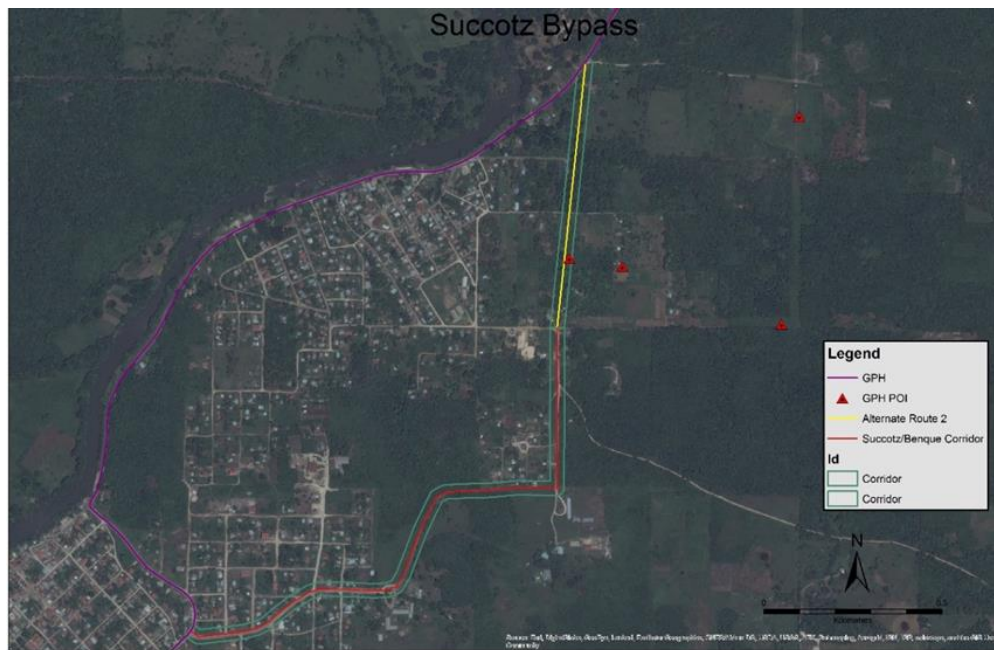 Succotz Bypass
Legend
GPH
GPH POI
Alternate Route 2
Succotz/Benque Corridor
Id
Corridor
Corridor
N
0
0.5
Kilometers